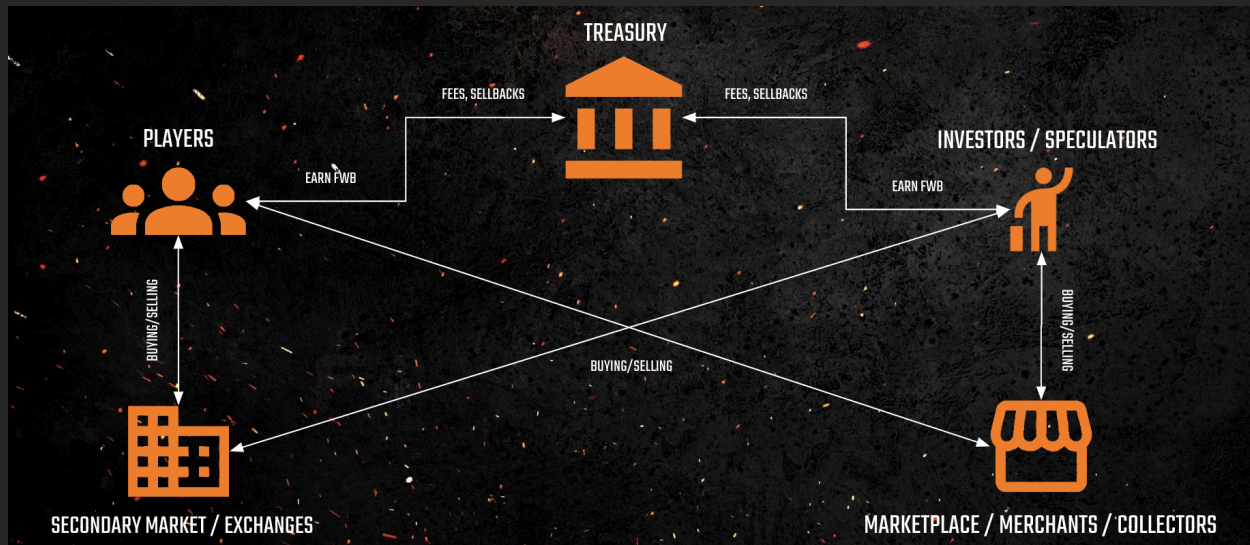 TREASURY
FEES, SELLBACKS
FEES, SELLBACKS
PLAYERS
INVESTORS / SPECULATORS
EARN FWB
EARN FWB
BUYING/SELLING
BUYING/SELLING
BUYING/SELLING
SECONDARY MARKET / EXCHANGES
MARKETPLACE / MERCHANTS / COLLECTORS